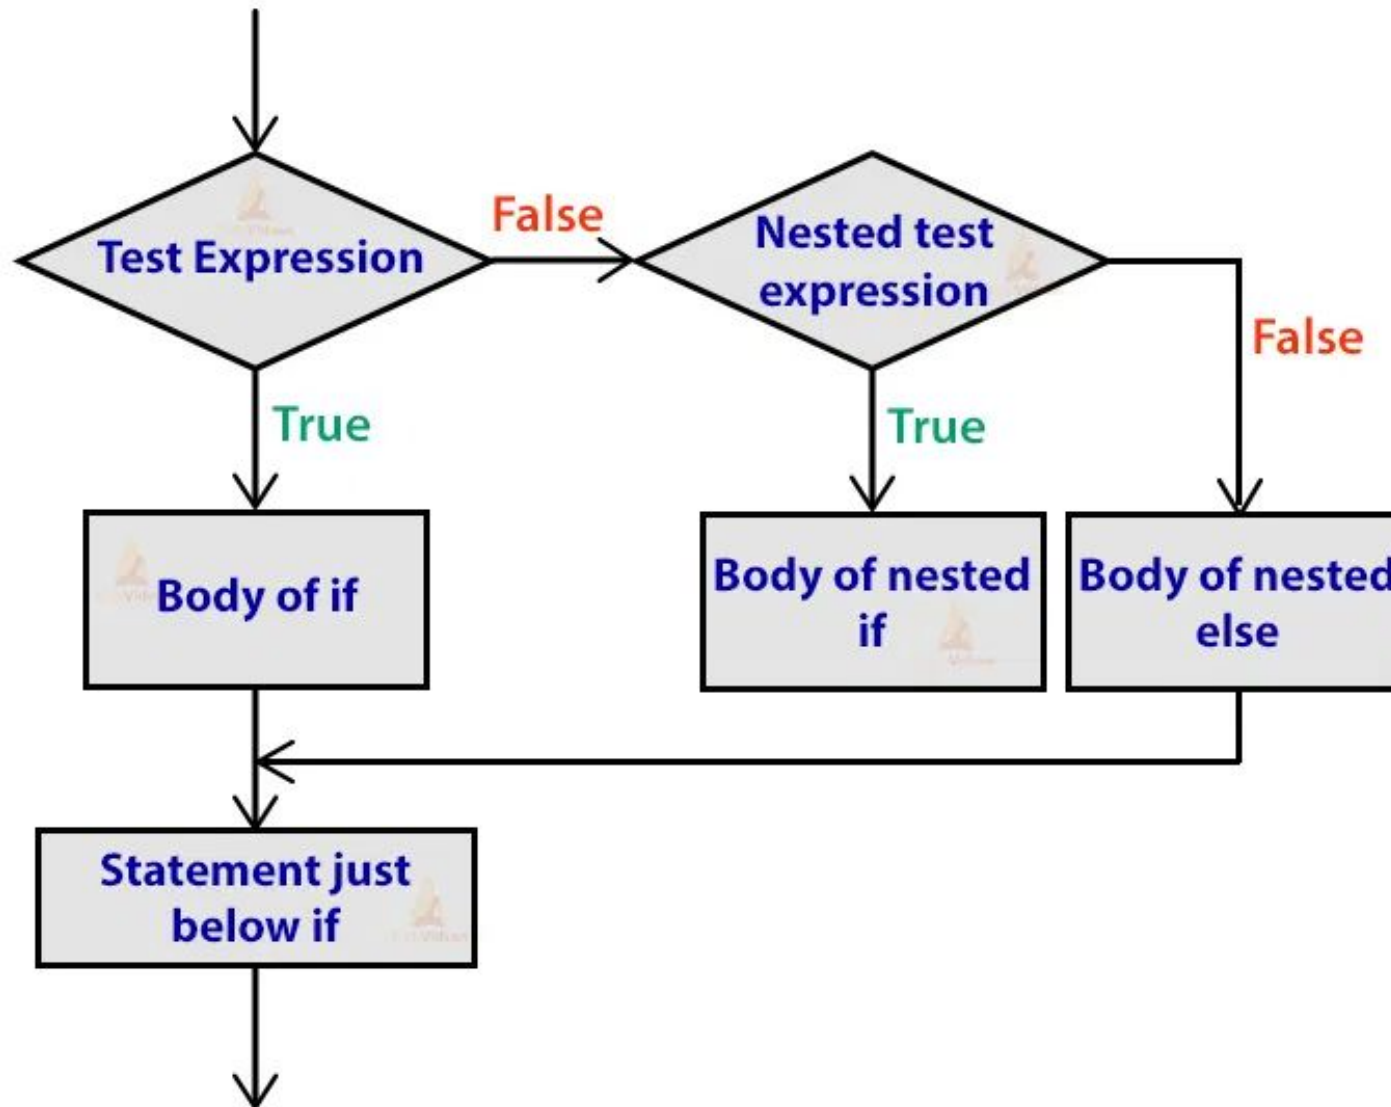 Test Expression
False
Nested test
expression
False
True
True
Body of if
Body of nested
if
Body of nested
else
Statement just
below if